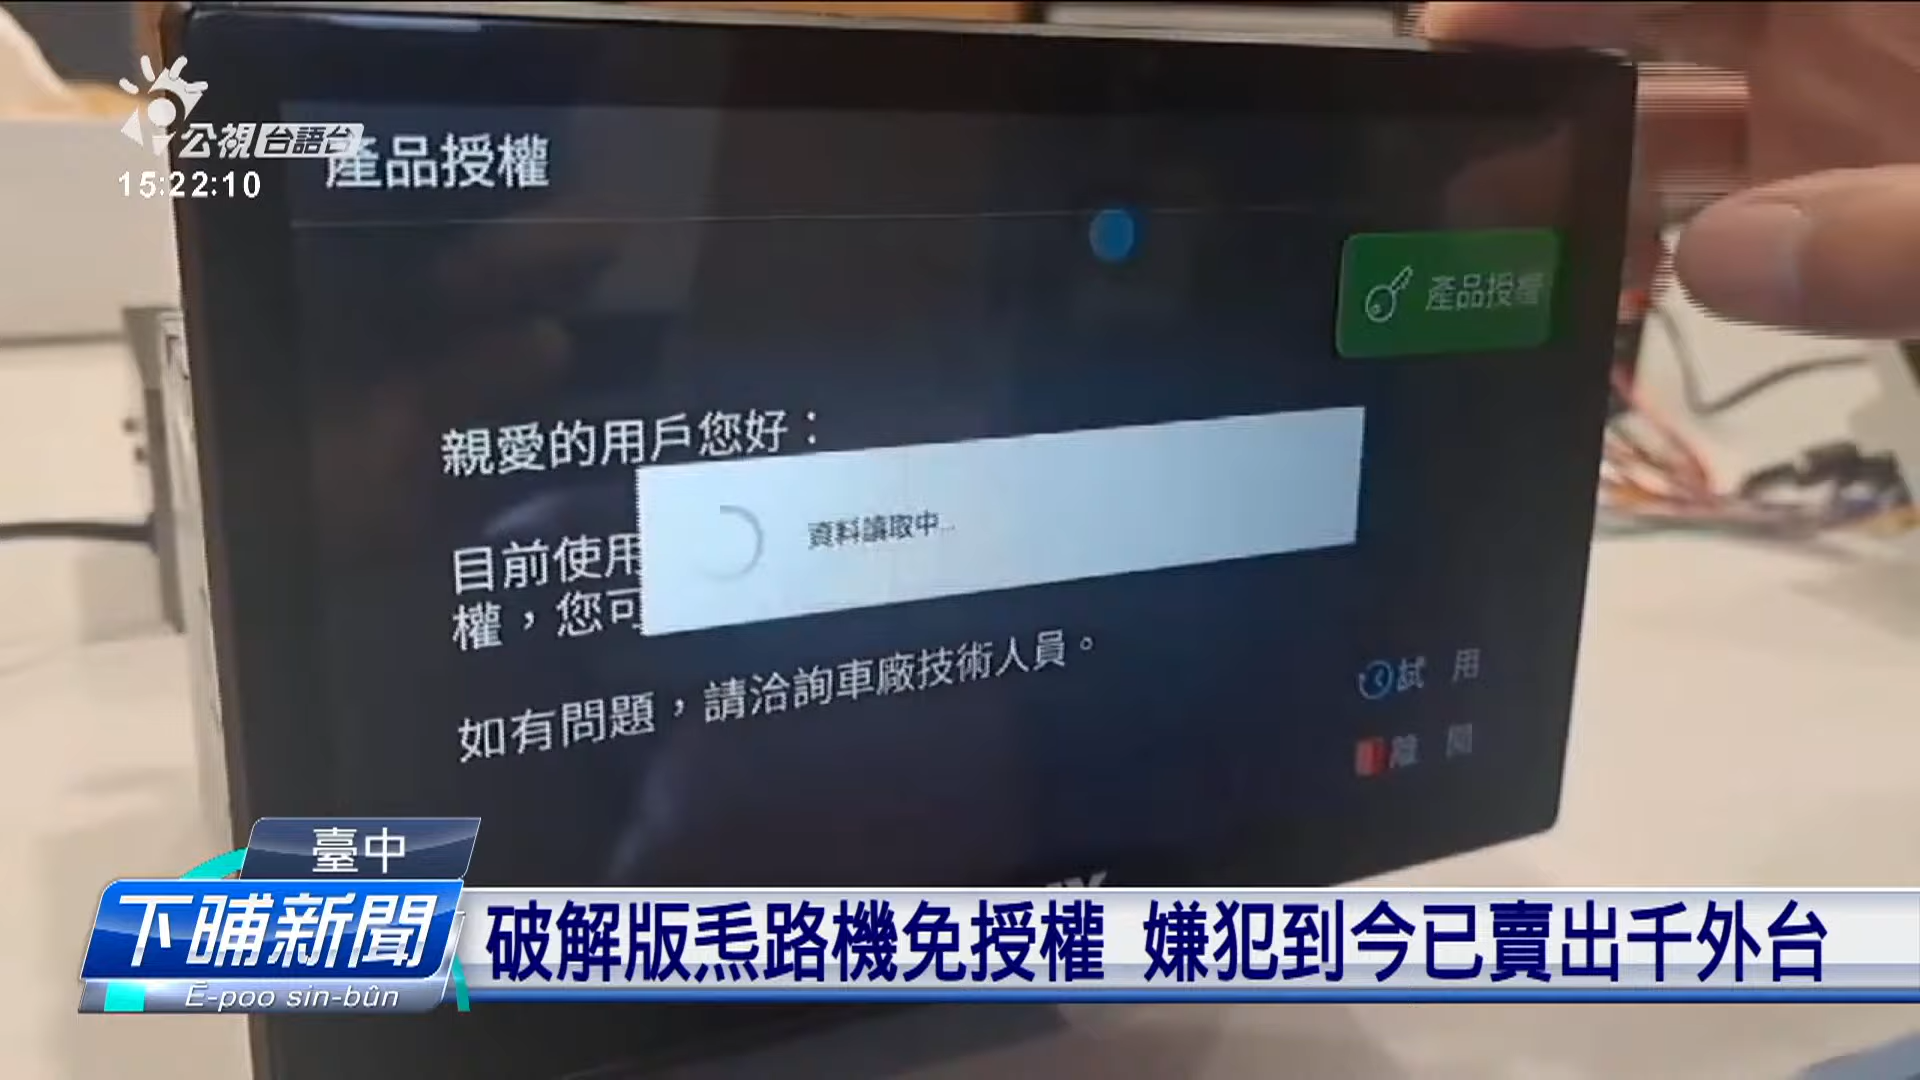 公視台語台
15:22:10
產品授權
產品授權
親愛的用戶您好：
目前使用
資料讀取中...
權，您可
如有問題，請洽詢車廠技術人員。
試 用
離 開
臺中
下晡新聞
Ē-poo sin-bûn
破解版𤆬路機免授權 嫌犯到今已賣出千外台